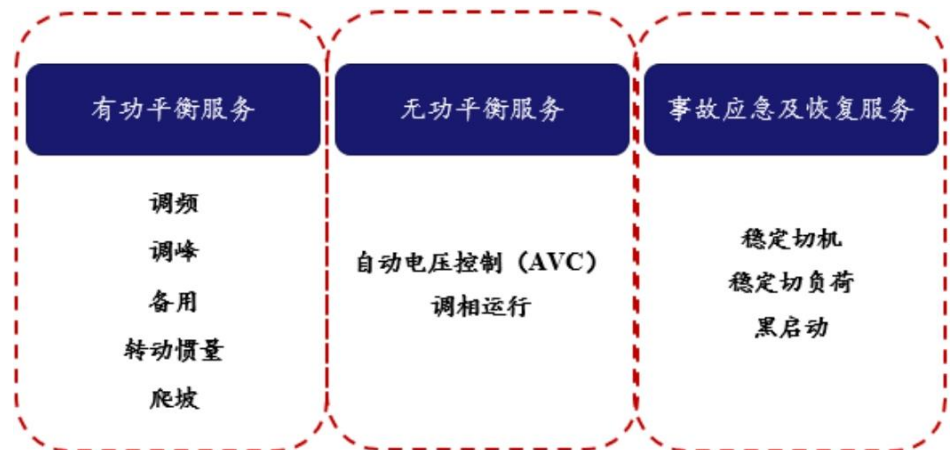 有功平衡服务
调频
调峰
备用
转动惯量
爬坡
无功平衡服务
自动电压控制（AVC）
调相运行
事故应急及恢复服务
稳定切机
稳定切负荷
黑启动